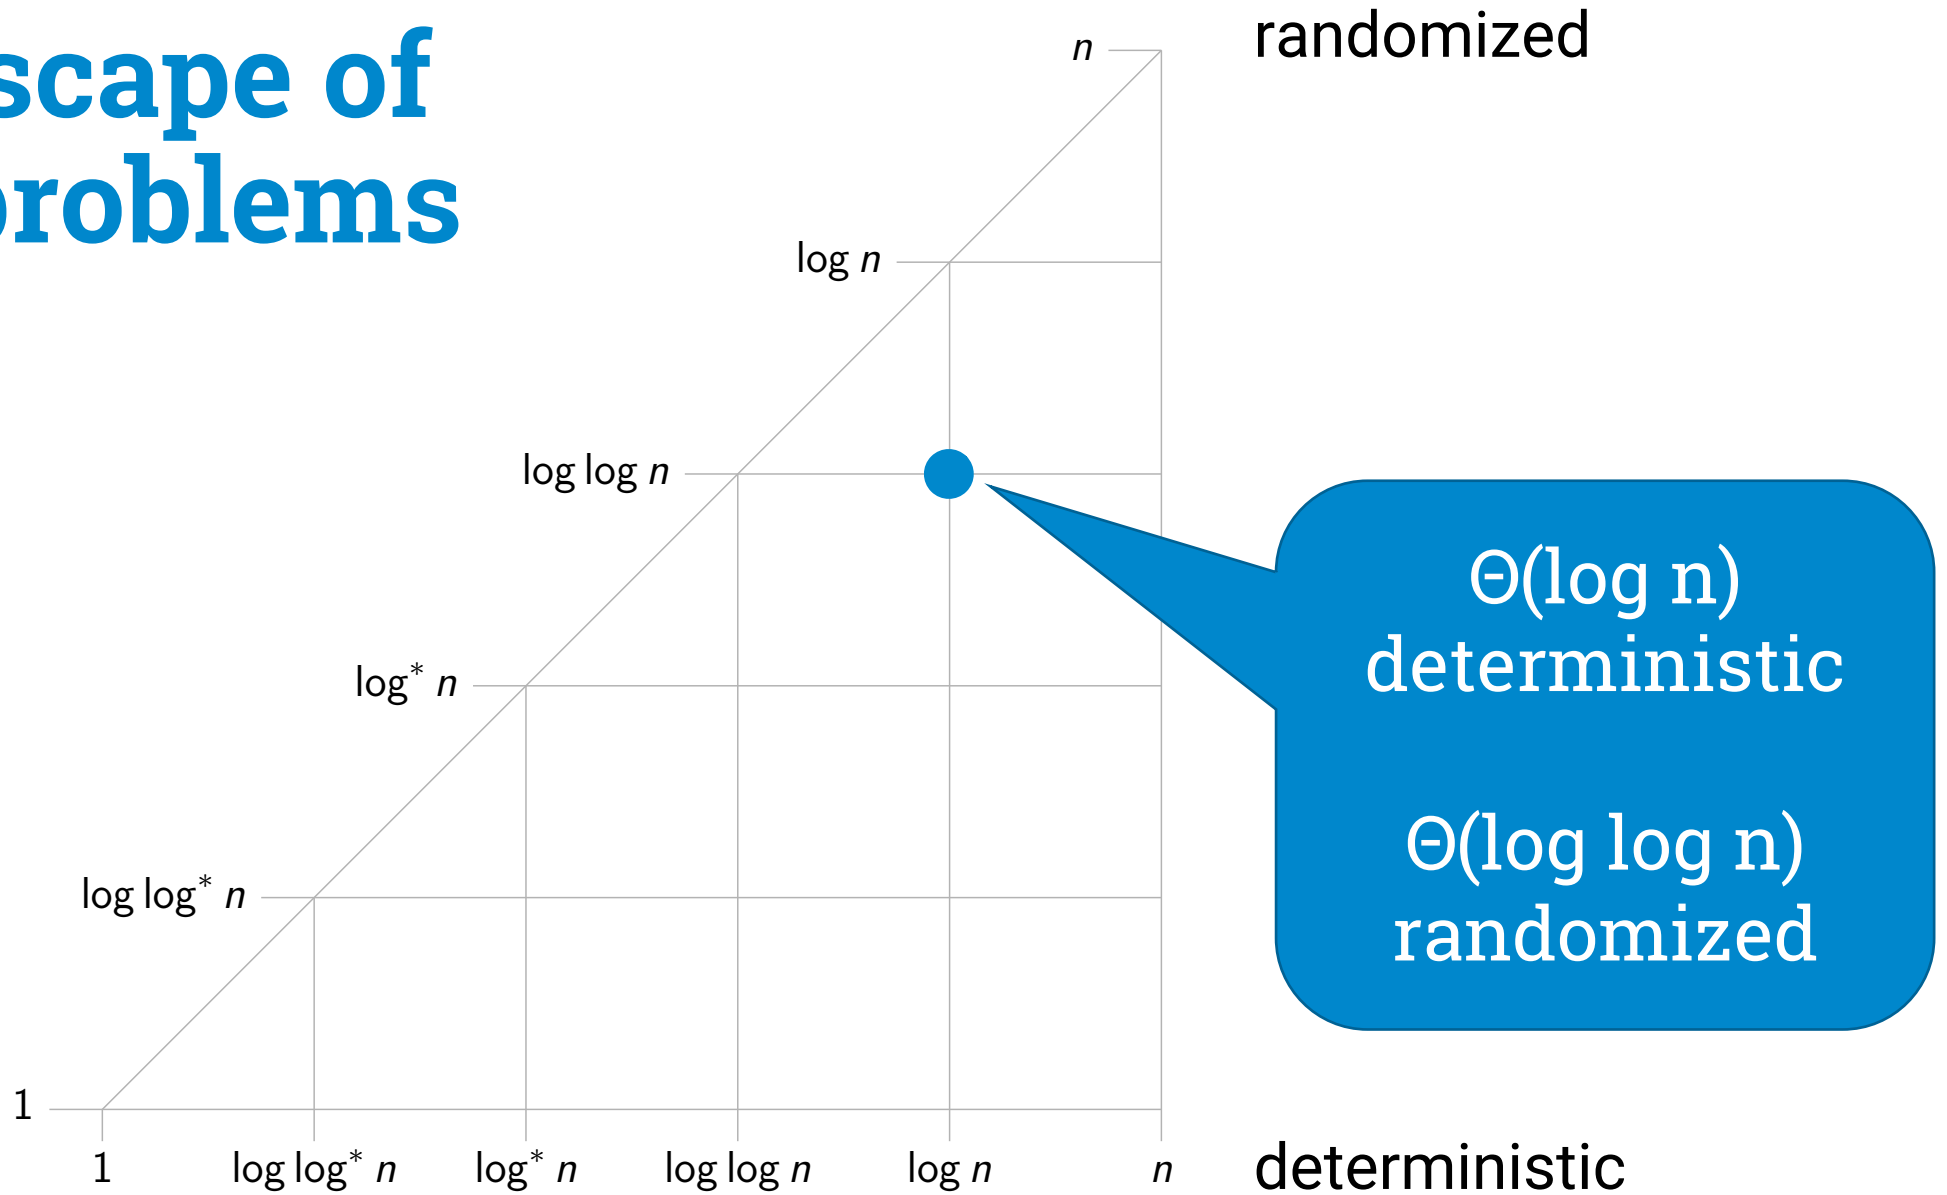 scape of
problems
randomized
n
log n
log log n
log* n
log log* n
1
Θ(log n)
deterministic
Θ(log log n)
randomized
1
log log* n
log* n
log log n
log n
n
deterministic